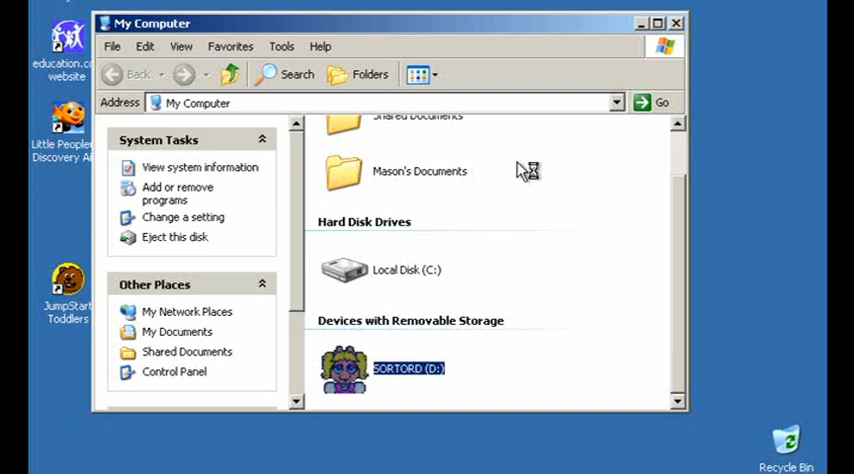 education.co
website
Little People
Discovery Ai
JumpStart
Toddlers
My Computer
File Edit View Favorites Tools Help
Back Search Folders
Address My Computer Go
System Tasks
View system information
Add or remove
programs
Change a setting
Eject this disk
Other Places
My Network Places
My Documents
Shared Documents
Control Panel
Shared Documents
Mason's Documents
Hard Disk Drives
Local Disk (C:)
Devices with Removable Storage
SORTORD (D:)
Recycle Bin